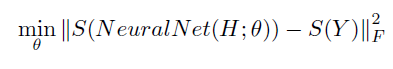 min_θ ‖S(NeuralNet(H; θ)) − S(Y)‖²_F